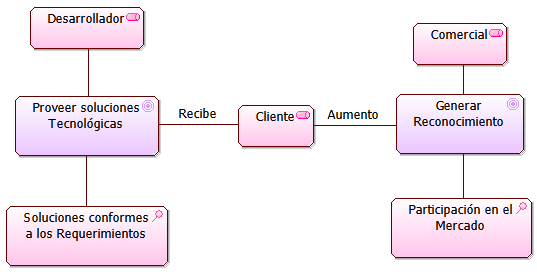 Desarrollador
Comercial
Proveer soluciones
Tecnológicas
Recibe
Cliente
Aumento
Generar
Reconocimiento
Soluciones conformes
a los Requerimientos
Participación en el
Mercado